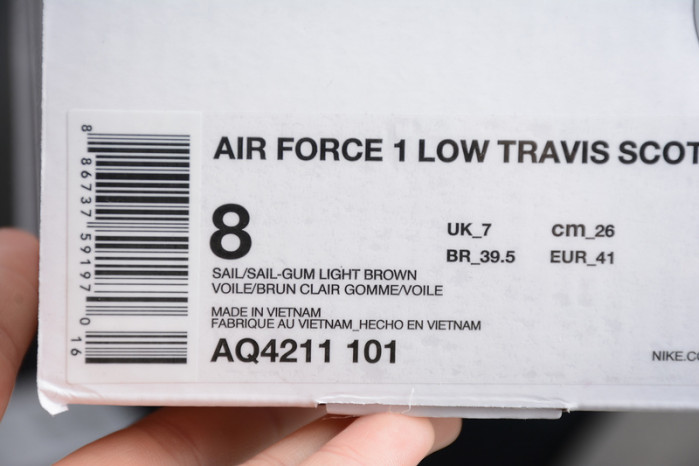 AIR FORCE 1 LOW TRAVIS SCOT
8
UK_7 cm_26
BR_39.5 EUR_41
SAIL/SAIL-GUM LIGHT BROWN
VOILE/BRUN CLAIR GOMME/VOILE
MADE IN VIETNAM
FABRIQUE AU VIETNAM_HECHO EN VIETNAM
AQ4211 101
NIKE.CO
8 86737 59197 0 16